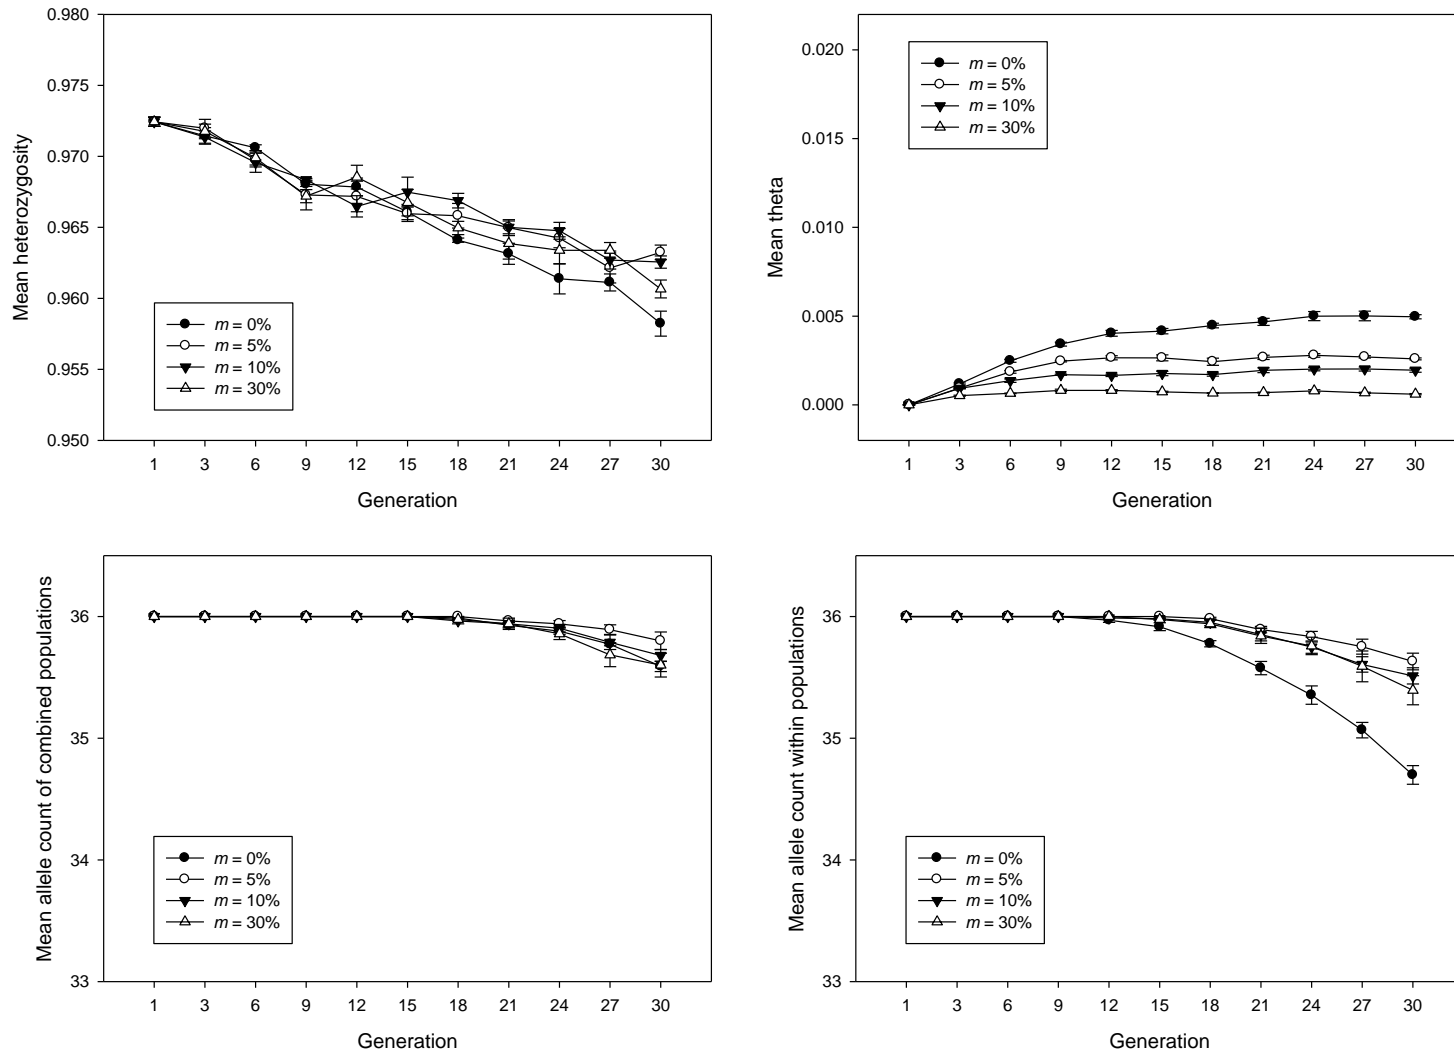 Mean heterozygosity
0.980
0.975
0.970
0.965
0.960
0.955
0.950
m = 0%
m = 5%
m = 10%
m = 30%
1 3 6 9 12 15 18 21 24 27 30
Generation
Mean theta
0.020
0.015
0.010
0.005
0.000
m = 0%
m = 5%
m = 10%
m = 30%
1 3 6 9 12 15 18 21 24 27 30
Generation
Mean allele count of combined populations
36
35
34
33
m = 0%
m = 5%
m = 10%
m = 30%
1 3 6 9 12 15 18 21 24 27 30
Generation
Mean allele count within populations
36
35
34
33
m = 0%
m = 5%
m = 10%
m = 30%
1 3 6 9 12 15 18 21 24 27 30
Generation